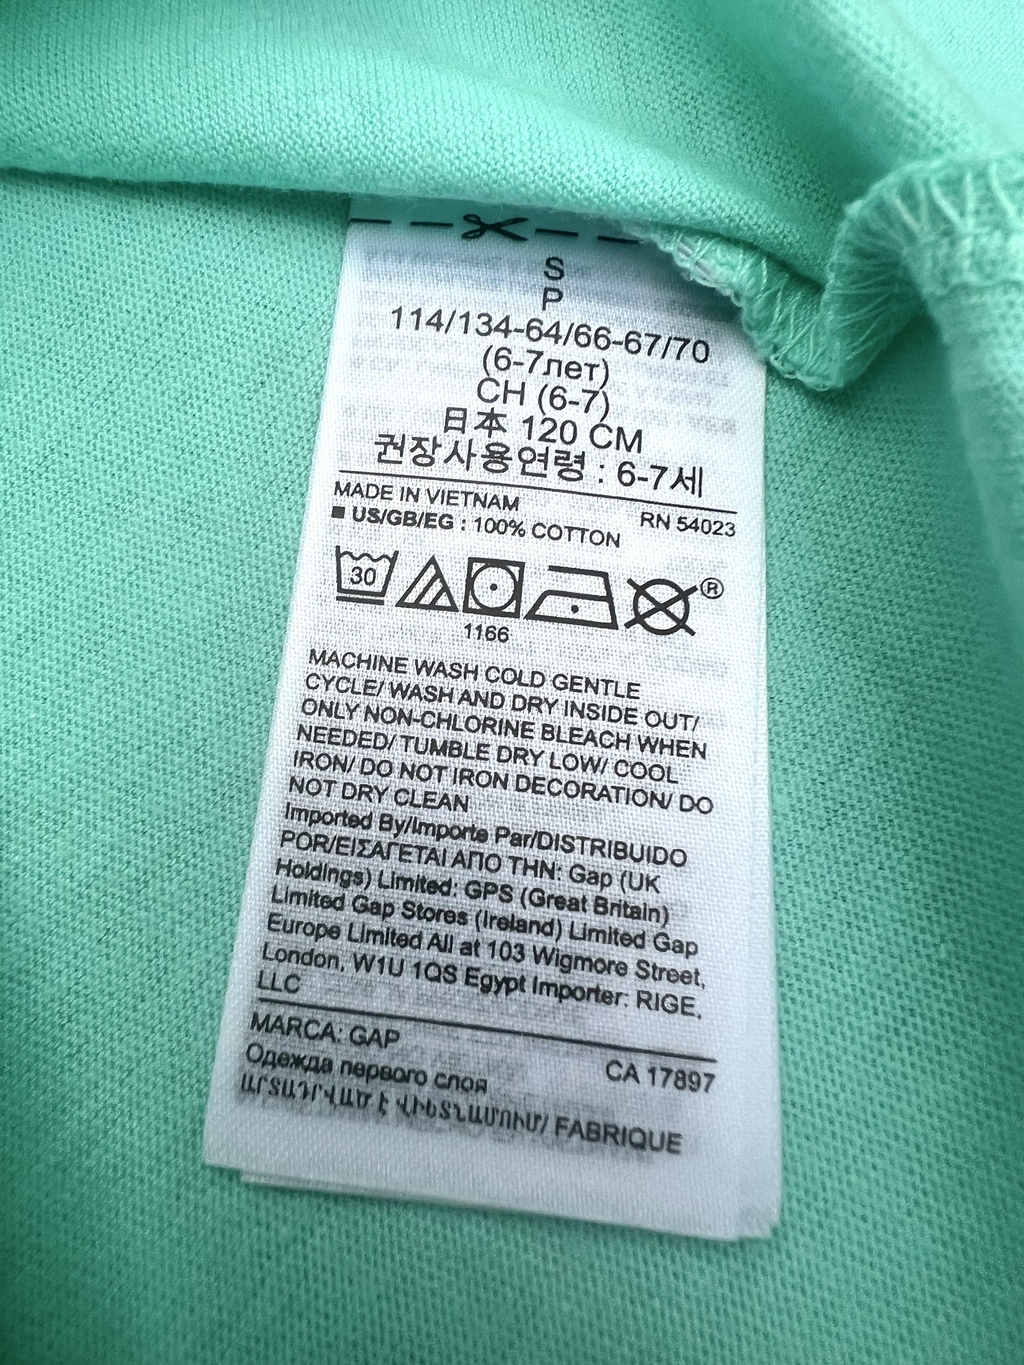 S
P
114/134-64/66-67/70
(6-7лет)
CH (6-7)
日本 120 CM
권장사용연령 : 6-7세
MADE IN VIETNAM
RN 54023
■ US/GB/EG : 100% COTTON
30
®
1166
MACHINE WASH COLD GENTLE
CYCLE/ WASH AND DRY INSIDE OUT/
ONLY NON-CHLORINE BLEACH WHEN
NEEDED/ TUMBLE DRY LOW/ COOL
IRON/ DO NOT IRON DECORATION/ DO
NOT DRY CLEAN
Imported By/Importe Par/DISTRIBUIDO
POR/ΕΙΣΑΓΕΤΑΙ ΑΠΟ ΤΗΝ: Gap (UK
Holdings) Limited: GPS (Great Britain)
Limited Gap Stores (Ireland) Limited Gap
Europe Limited All at 103 Wigmore Street,
London, W1U 1QS Egypt Importer: RIGE,
LLC
MARCA: GAP
CA 17897
Одежда первого слоя
ԱՐՏԱԴՐՎԱԾ Է ՎԻԵՏՆԱՄՈՒՄ/ FABRIQUE